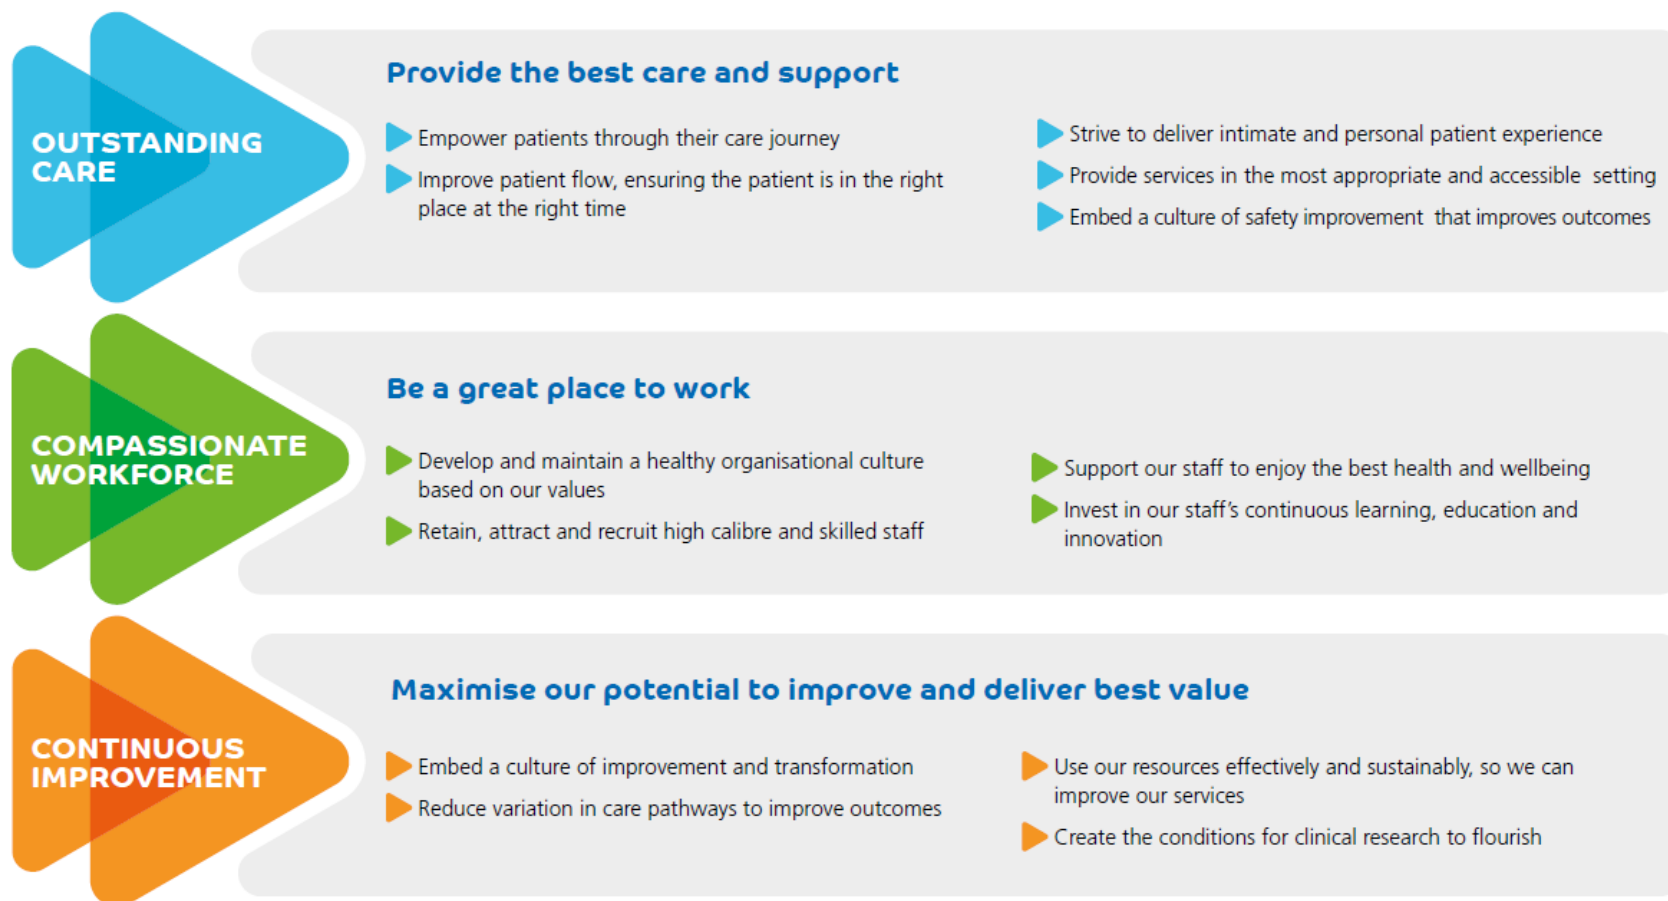 OUTSTANDING
CARE
Provide the best care and support
Empower patients through their care journey
Improve patient flow, ensuring the patient is in the right
place at the right time
Strive to deliver intimate and personal patient experience
Provide services in the most appropriate and accessible setting
Embed a culture of safety improvement that improves outcomes
COMPASSIONATE
WORKFORCE
Be a great place to work
Develop and maintain a healthy organisational culture
based on our values
Retain, attract and recruit high calibre and skilled staff
Support our staff to enjoy the best health and wellbeing
Invest in our staff's continuous learning, education and
innovation
CONTINUOUS
IMPROVEMENT
Maximise our potential to improve and deliver best value
Embed a culture of improvement and transformation
Reduce variation in care pathways to improve outcomes
Use our resources effectively and sustainably, so we can
improve our services
Create the conditions for clinical research to flourish